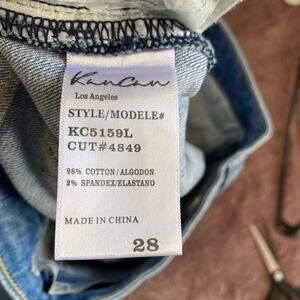 KanCan
Los Angeles
STYLE/MODELE#
KC5159L
CUT#4849
98% COTTON/ALGODON
2% SPANDEX/ELASTANO
MADE IN CHINA
28